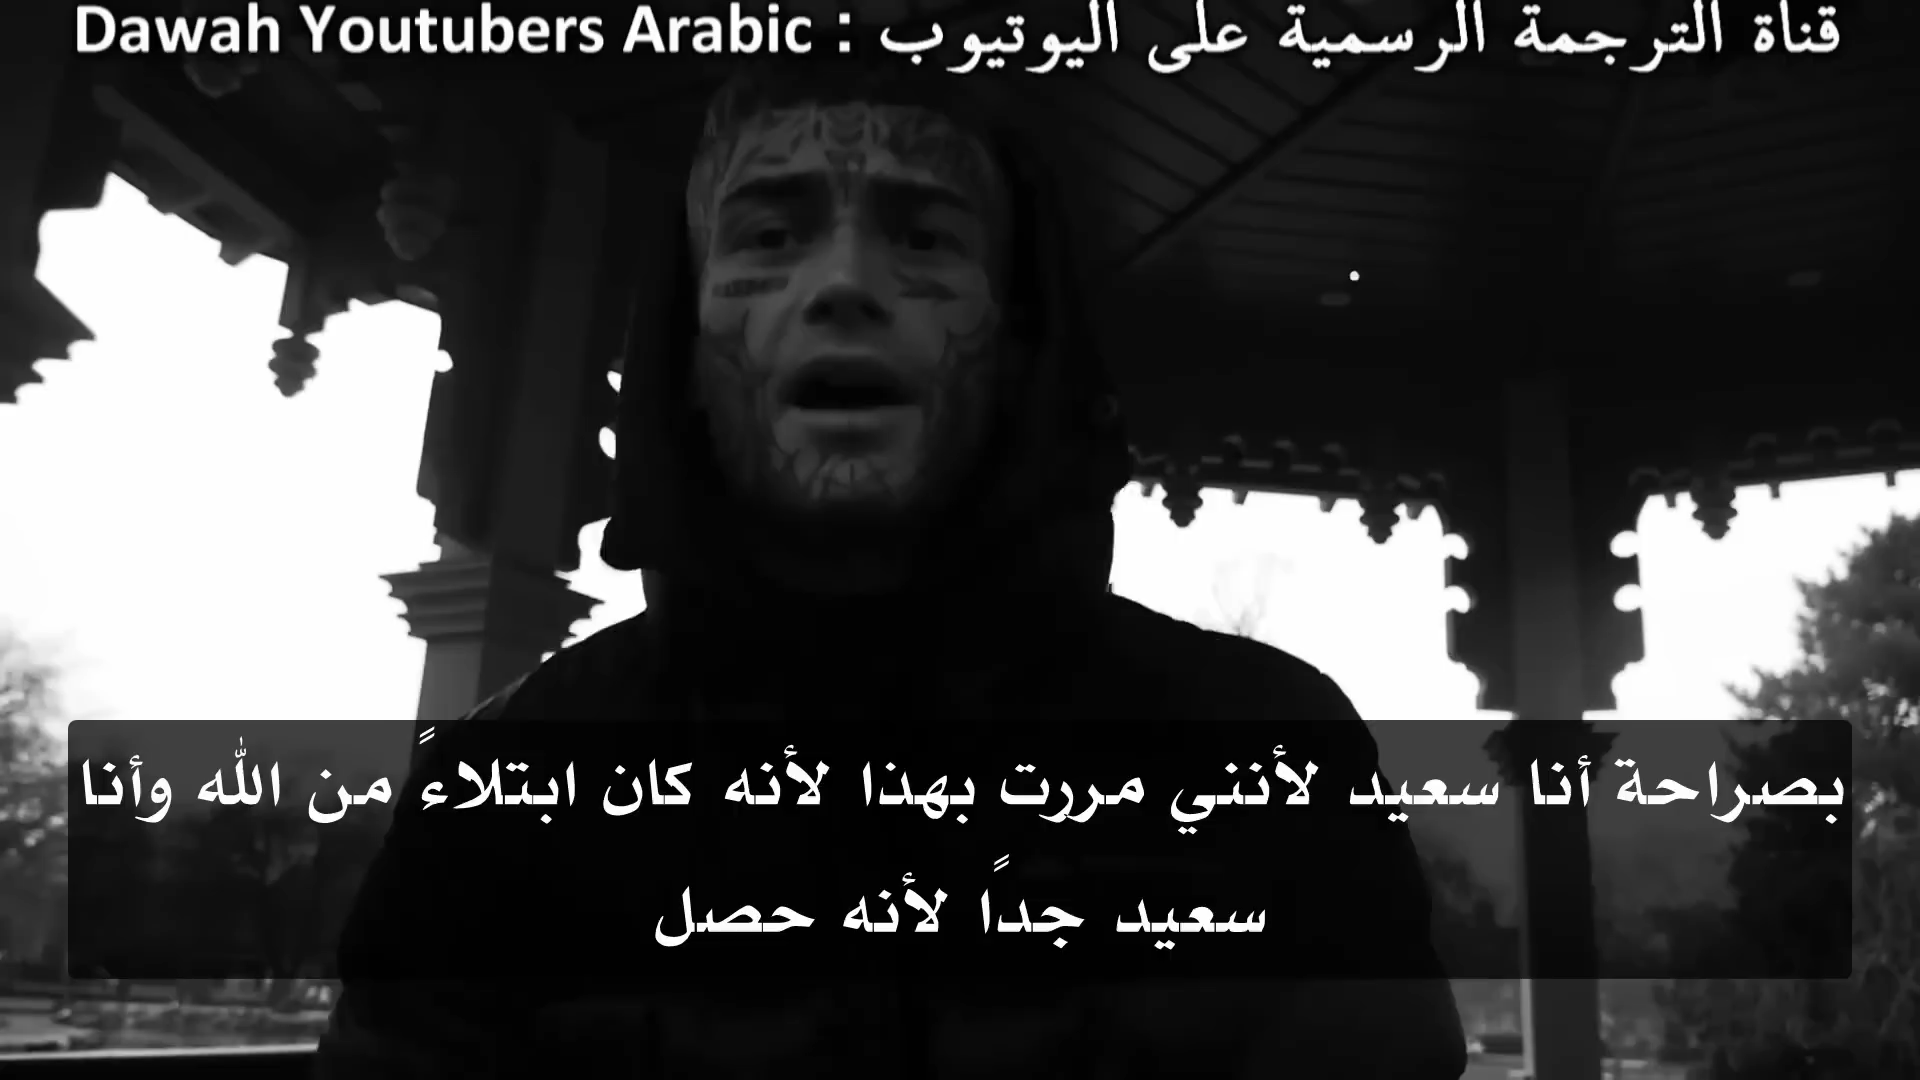 قناة الترجمة الرسمية على اليوتيوب : Dawah Youtubers Arabic
بصراحة أنا سعيد لأنني مررت بهذا لأنه كان ابتلاءً من الله وأنا
سعيد جداً لأنه حصل